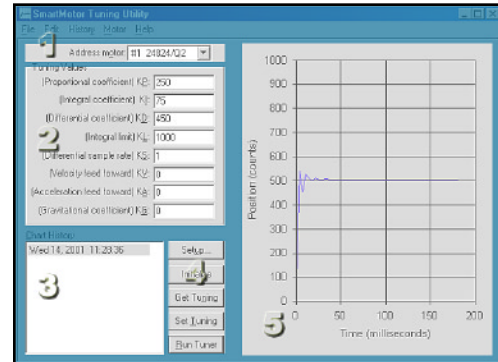 SmartMotor Tuning Utility
File Edit History Motor Help
1
Address motor: #1 24824/Q2
Tuning Values
(Proportional coefficient) KP: 250
(Integral coefficient) KI: 75
(Differential coefficient) KD: 450
2
(Integral limit) KL: 1000
(Differential sample rate) KS: 1
(Velocity feed forward) KV: 0
(Acceleration feed forward) KA: 0
(Gravitational coefficient) KG: 0
Chart History
Wed 14, 2001 11:28:36
3
Setup...
4
Get Tuning
Set Tuning
Run Tuner
Position (counts)
1000
900
800
700
600
500
400
300
200
100
0
5
0 50 100 150 200
Time (milliseconds)